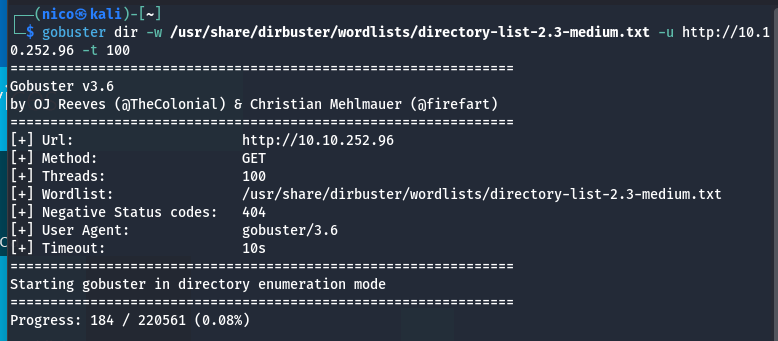 ┌──(nico㉿kali)-[~]
└─$ gobuster dir -w /usr/share/dirbuster/wordlists/directory-list-2.3-medium.txt -u http://10.1
0.252.96 -t 100
===============================================================
Gobuster v3.6
by OJ Reeves (@TheColonial) & Christian Mehlmauer (@firefart)
===============================================================
[+] Url:                     http://10.10.252.96
[+] Method:                  GET
[+] Threads:                 100
[+] Wordlist:                /usr/share/dirbuster/wordlists/directory-list-2.3-medium.txt
[+] Negative Status codes:   404
[+] User Agent:              gobuster/3.6
[+] Timeout:                 10s
===============================================================
Starting gobuster in directory enumeration mode
===============================================================
Progress: 184 / 220561 (0.08%)